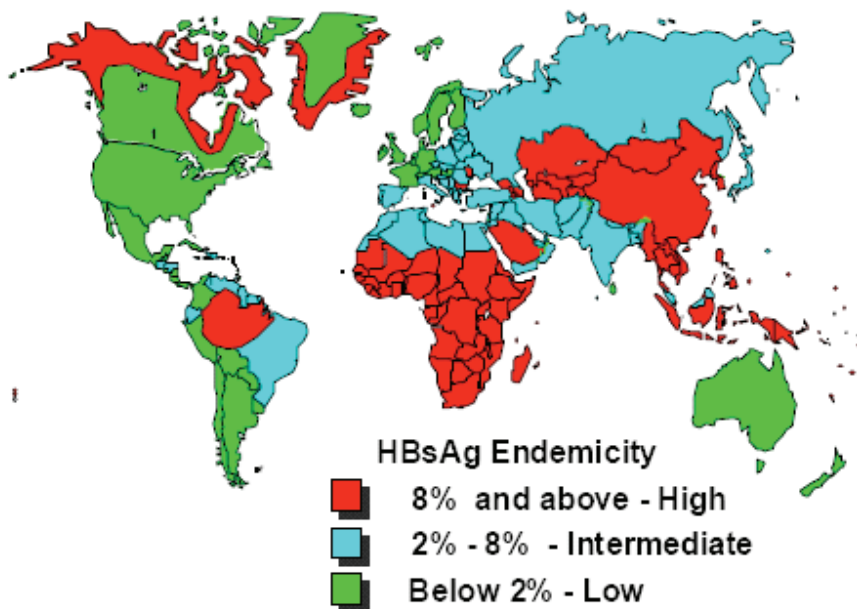 HBsAg Endemicity
8% and above - High
2% - 8% - Intermediate
Below 2% - Low